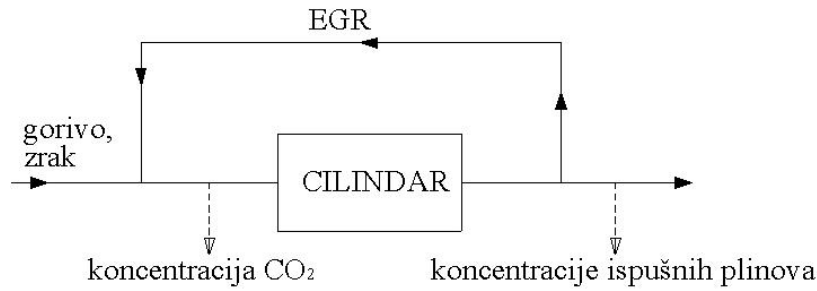 EGR
gorivo,
zrak
CILINDAR
koncentracija CO₂
koncentracije ispušnih plinova